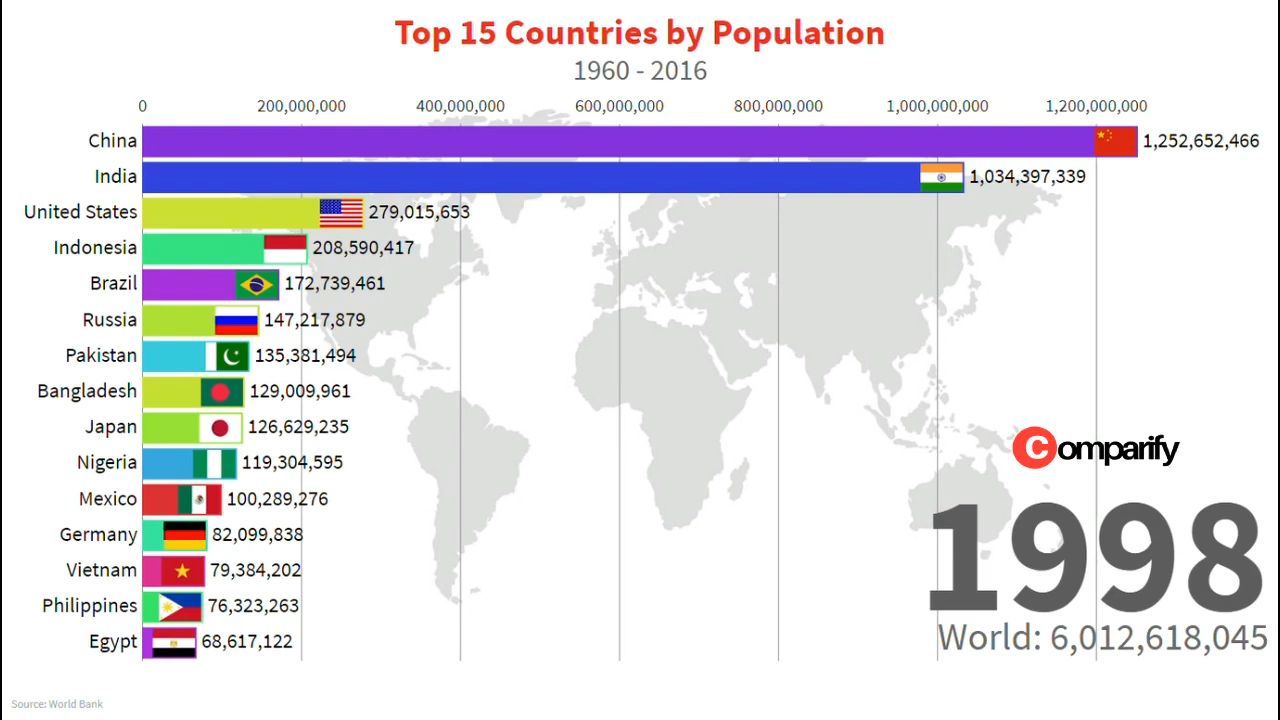 Top 15 Countries by Population
1960 - 2016
0 200,000,000 400,000,000 600,000,000 800,000,000 1,000,000,000 1,200,000,000
China 1,252,652,466
India 1,034,397,339
United States 279,015,653
Indonesia 208,590,417
Brazil 172,739,461
Russia 147,217,879
Pakistan 135,381,494
Bangladesh 129,009,961
Japan 126,629,235
Nigeria 119,304,595
Mexico 100,289,276
Germany 82,099,838
Vietnam 79,384,202
Philippines 76,323,263
Egypt 68,617,122
Comparify
1998
World: 6,012,618,045
Source: World Bank